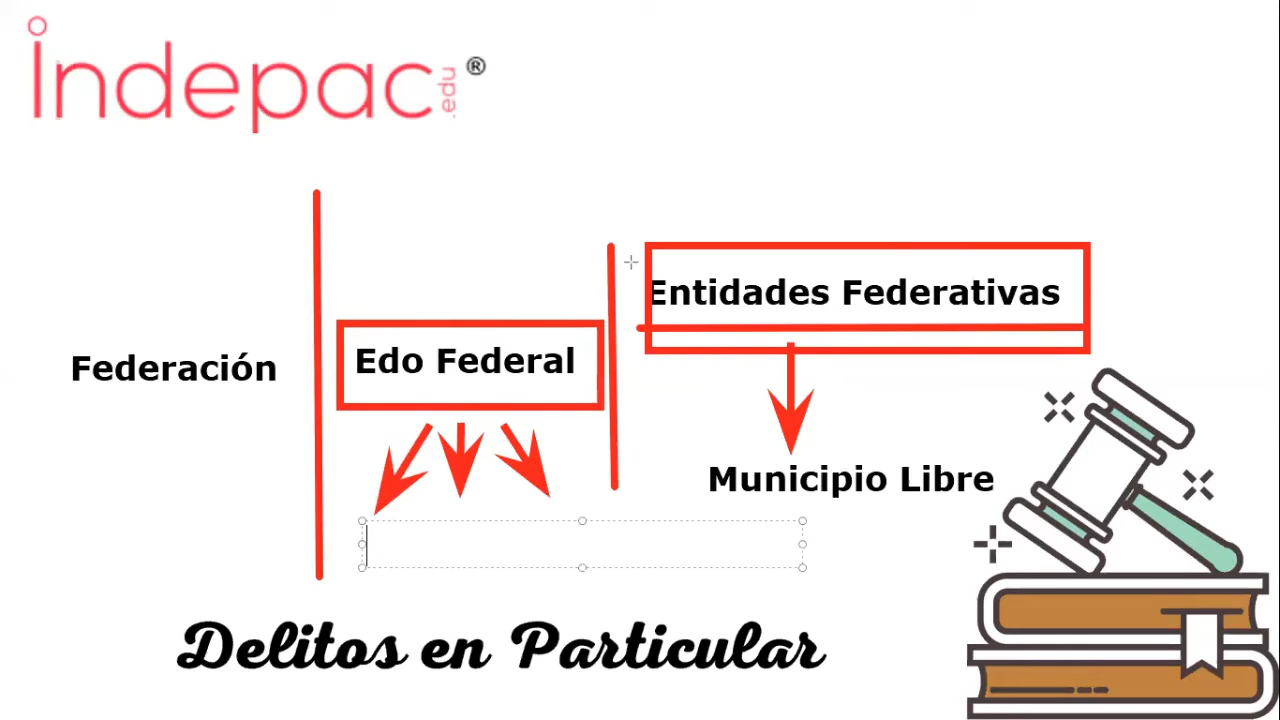 indepac
.edu
®
Entidades Federativas
Federación
Edo Federal
Municipio Libre
Delitos en Particular